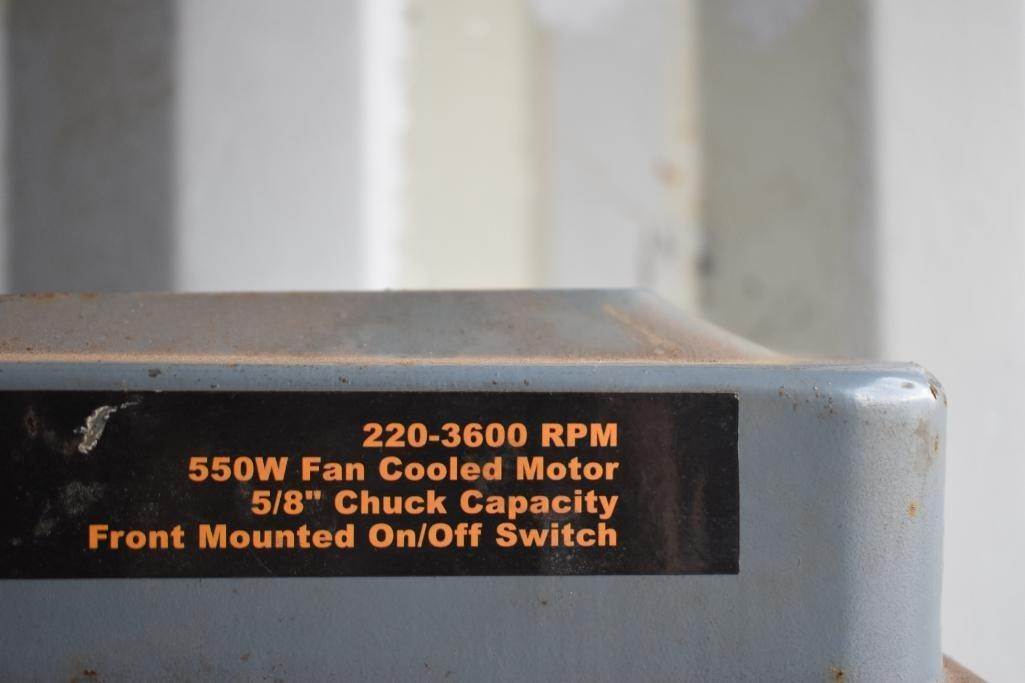 220-3600 RPM
550W Fan Cooled Motor
5/8" Chuck Capacity
Front Mounted On/Off Switch